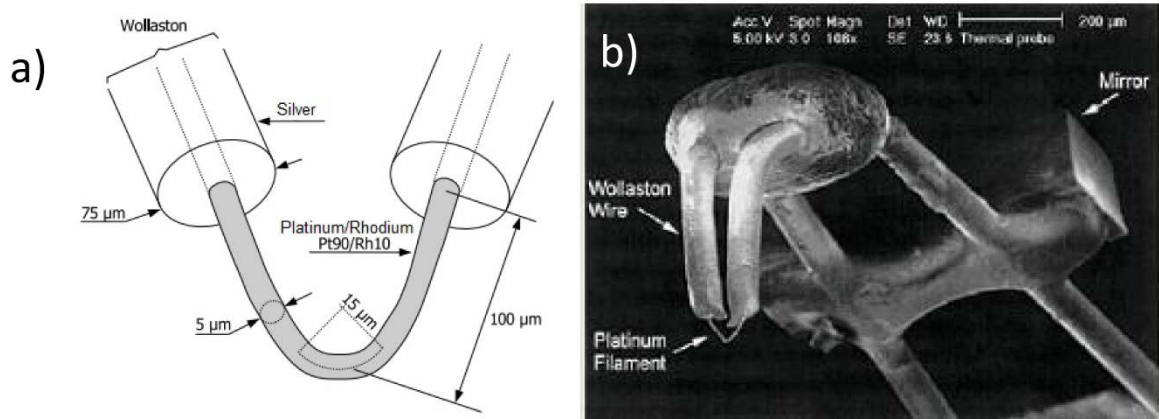 a)
Wollaston
Silver
75 µm
Platinum/Rhodium
Pt90/Rh10
15 µm
5 µm
100 µm
b)
Acc V Spot Magn Det WD 200 µm
5.00 kV 3.0 106x SE 23.6 Thermal probe
Mirror
Wollaston
Wire
Platinum
Filament